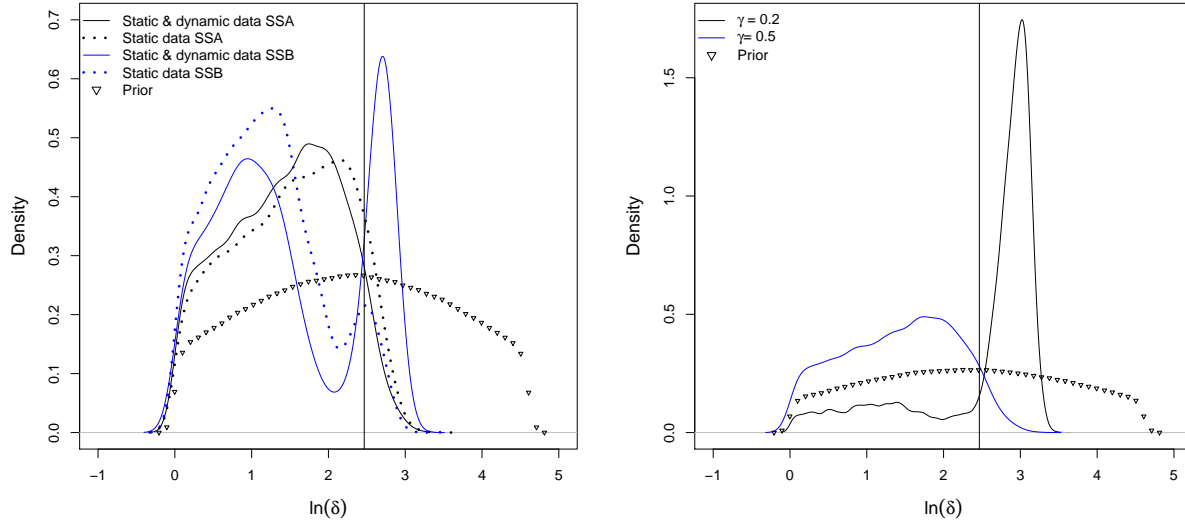 Static & dynamic data SSA
Static data SSA
Static & dynamic data SSB
Static data SSB
Prior
Density
0.0 0.1 0.2 0.3 0.4 0.5 0.6 0.7
−1 0 1 2 3 4 5
ln(δ)
γ = 0.2
γ= 0.5
Prior
Density
0.0 0.5 1.0 1.5
−1 0 1 2 3 4 5
ln(δ)